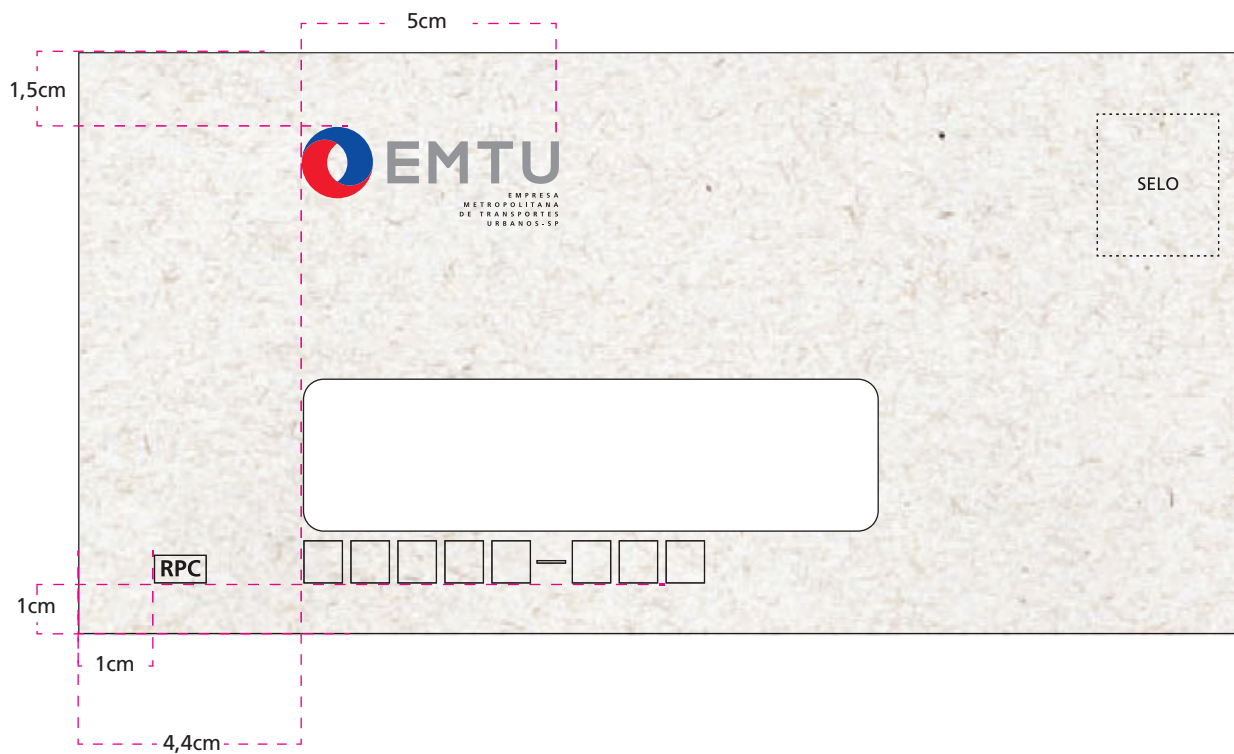 5cm
1,5cm
EMTU
EMPRESA
METROPOLITANA
DE TRANSPORTES
URBANOS-SP
SELO
RPC
1cm
1cm
4,4cm